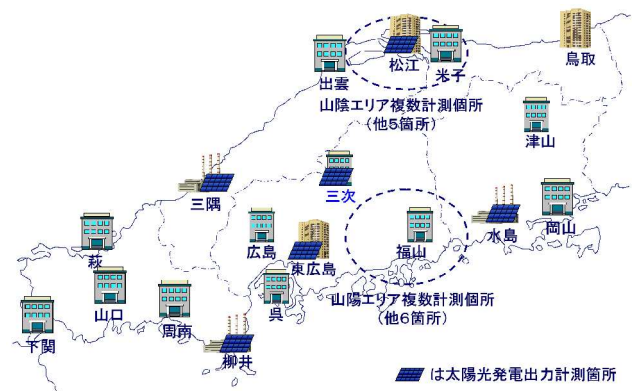 鳥取
松江
米子
出雲
山陰エリア複数計測個所
(他5箇所)
津山
三次
三隅
岡山
水島
福山
広島
東広島
萩
山陽エリア複数計測個所
(他6箇所)
呉
山口
周南
下関
柳井
は太陽光発電出力計測箇所